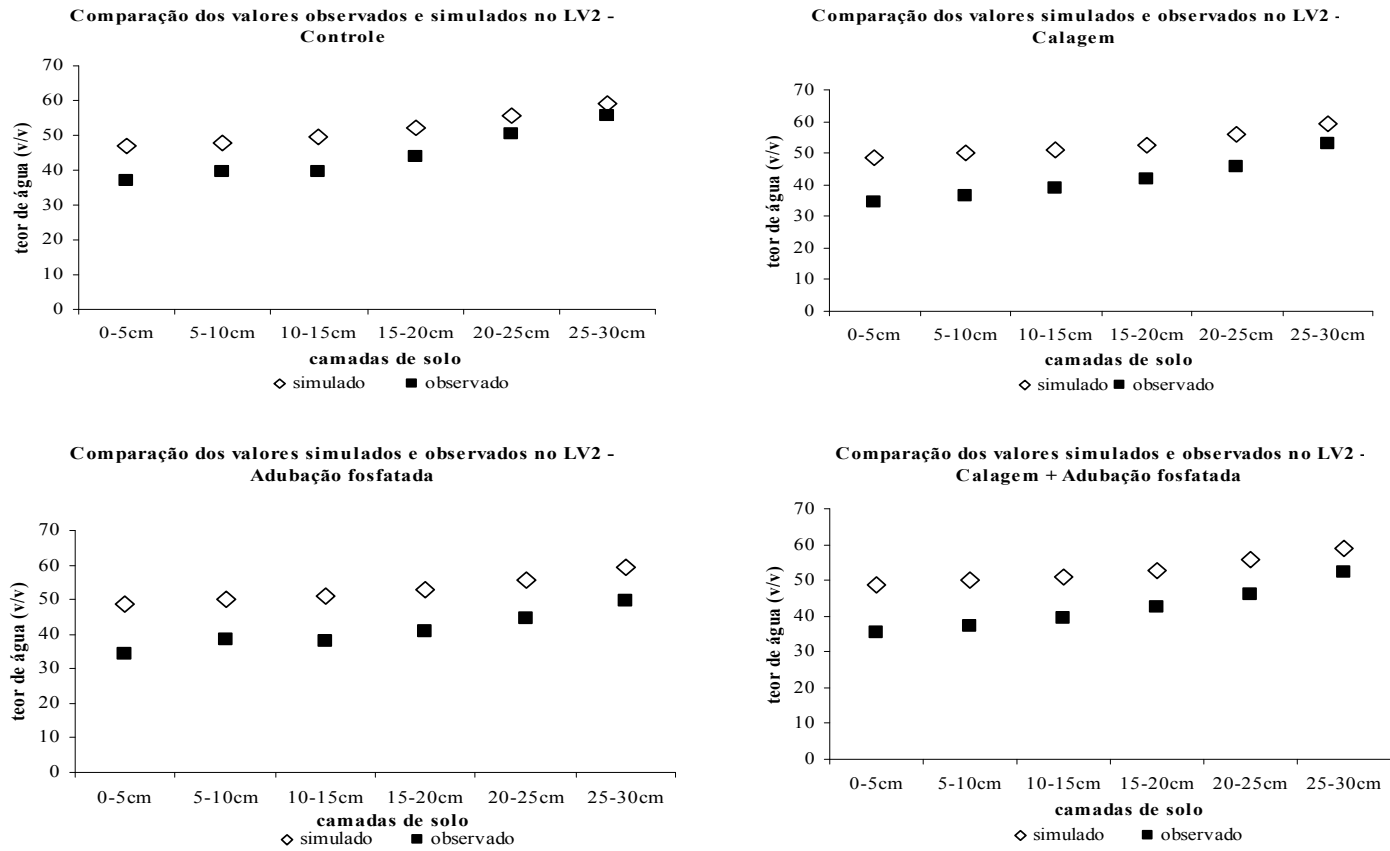 Comparação dos valores observados e simulados no LV2 -
Controle
teor de água (v/v)
70
60
50
40
30
20
10
0
0-5cm 5-10cm 10-15cm 15-20cm 20-25cm 25-30cm
camadas de solo
simulado observado
Comparação dos valores simulados e observados no LV2 -
Calagem
teor de água (v/v)
70
60
50
40
30
20
10
0
0-5cm 5-10cm 10-15cm 15-20cm 20-25cm 25-30cm
camadas de solo
simulado observado
Comparação dos valores simulados e observados no LV2 -
Adubação fosfatada
teor de água (v/v)
70
60
50
40
30
20
10
0
0-5cm 5-10cm 10-15cm 15-20cm 20-25cm 25-30cm
camadas de solo
simulado observado
Comparação dos valores simulados e observados no LV2 -
Calagem + Adubação fosfatada
teor de água (v/v)
70
60
50
40
30
20
10
0
0-5cm 5-10cm 10-15cm 15-20cm 20-25cm 25-30cm
camadas de solo
simulado observado